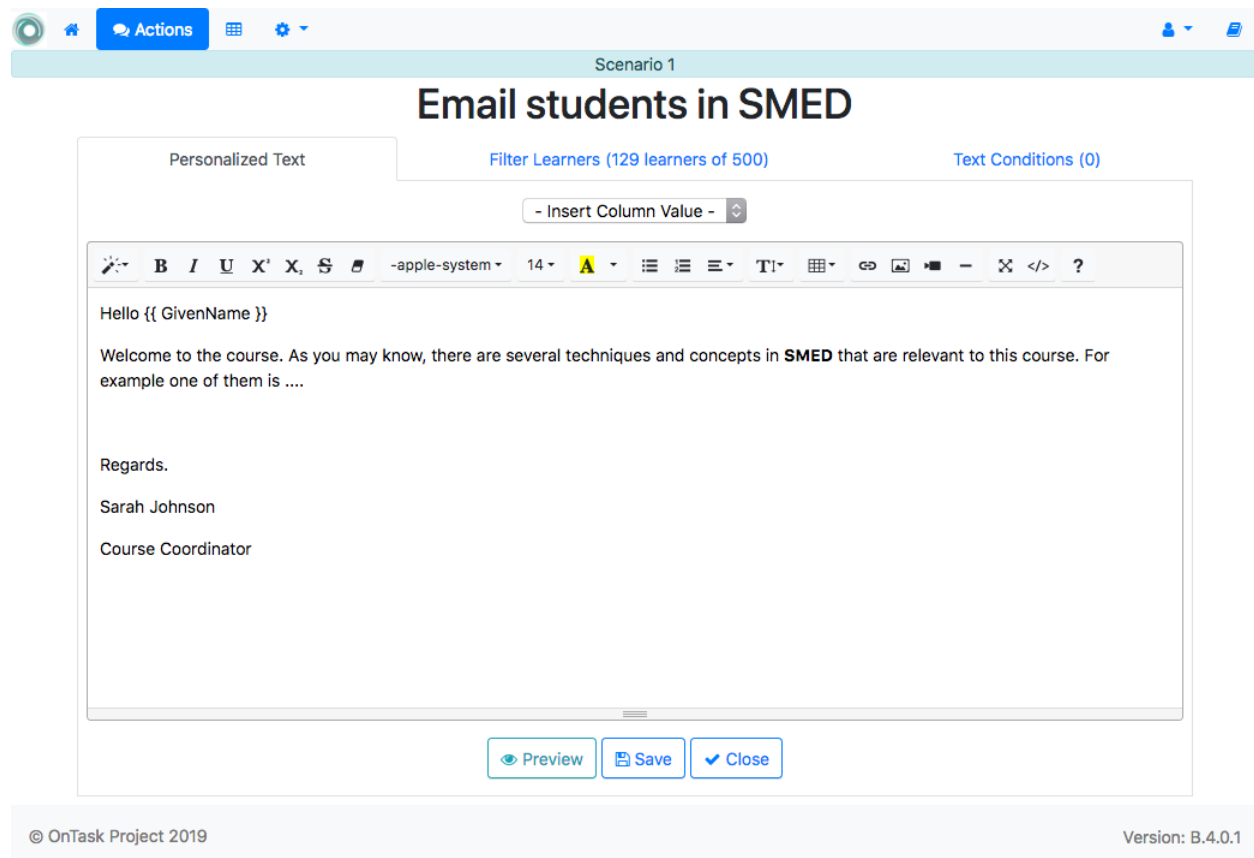 Actions
Scenario 1
Email students in SMED
Personalized Text
Filter Learners (129 learners of 500)
Text Conditions (0)
- Insert Column Value -
B I U X² X₂ S -apple-system 14 A TI </> ?
Hello {{ GivenName }}
Welcome to the course. As you may know, there are several techniques and concepts in SMED that are relevant to this course. For
example one of them is ....
Regards.
Sarah Johnson
Course Coordinator
Preview Save Close
© OnTask Project 2019
Version: B.4.0.1